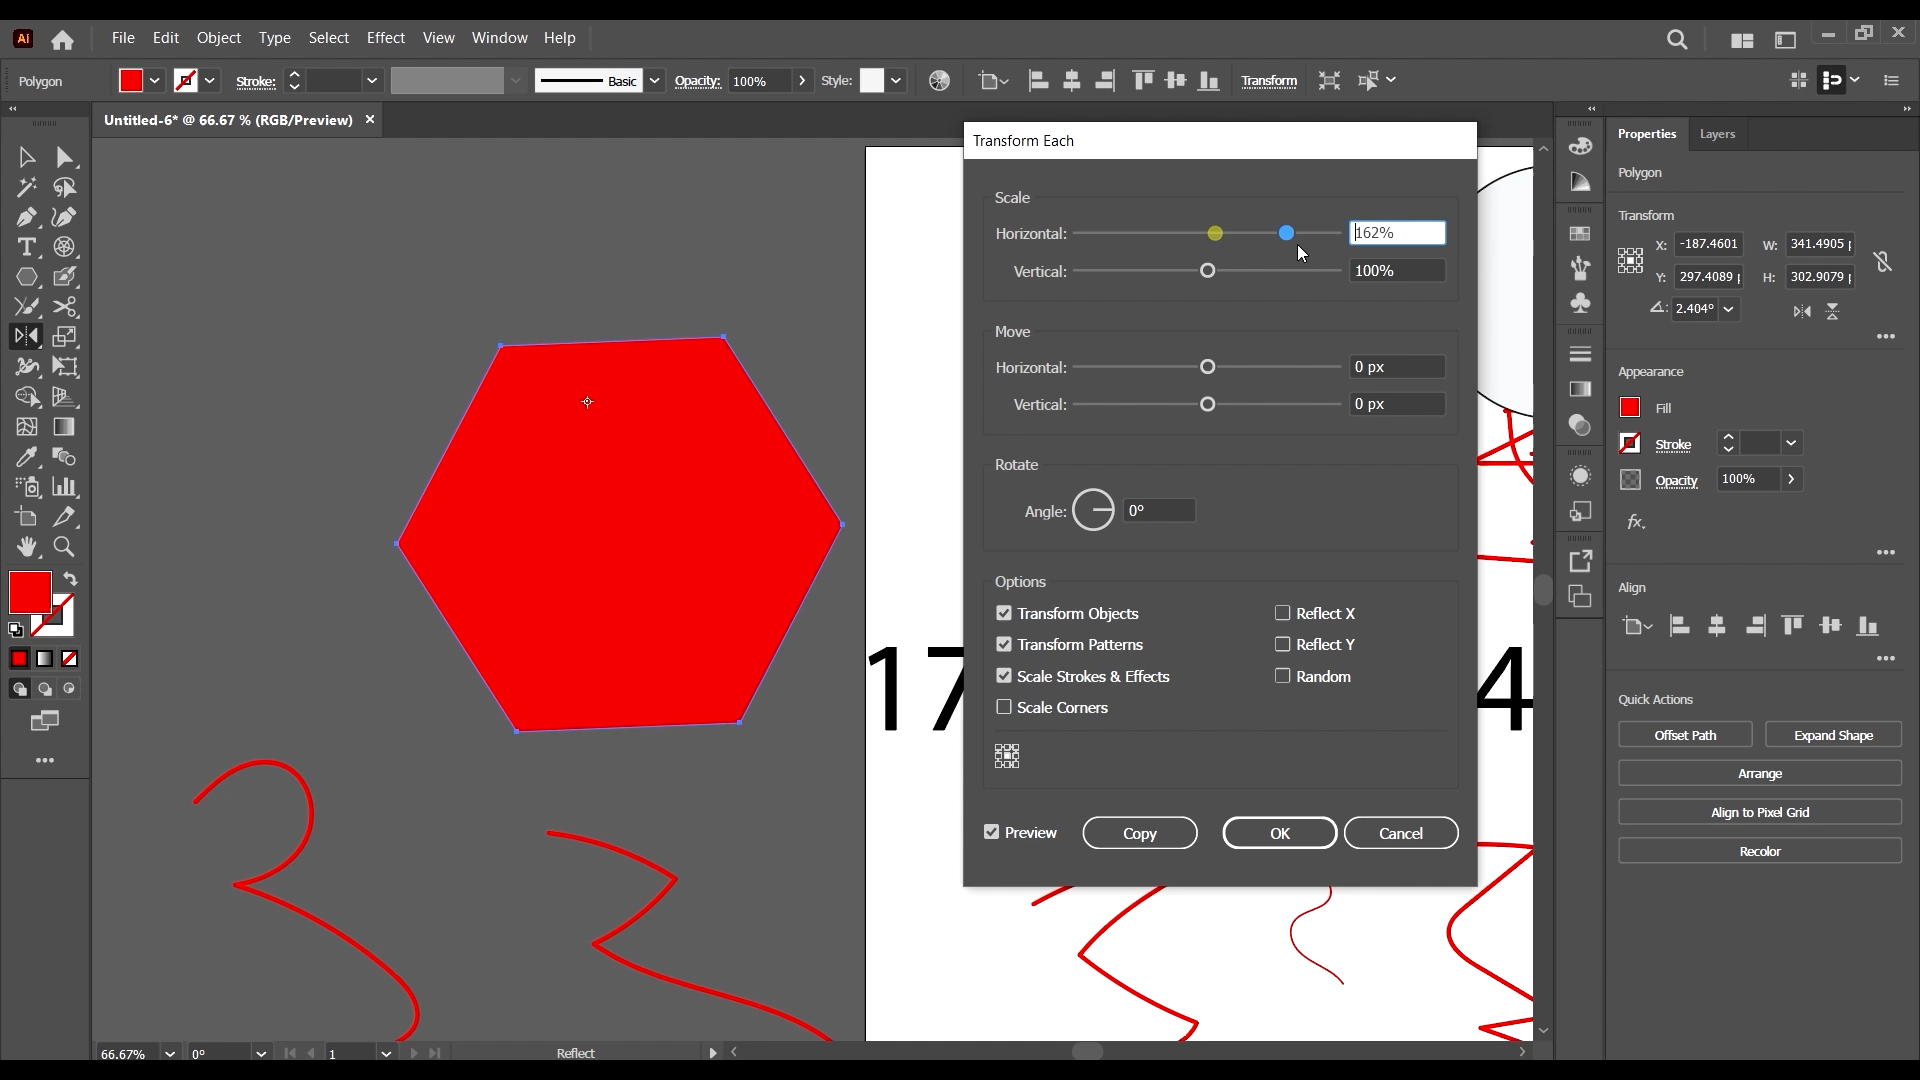 Ai File Edit Object Type Select Effect View Window Help
Polygon Stroke: Basic Opacity: 100% Style: Transform
Untitled-6* @ 66.67 % (RGB/Preview)
Transform Each
Scale
Horizontal: 162%
Vertical: 100%
Move
Horizontal: 0 px
Vertical: 0 px
Rotate
Angle: 0°
Options
Transform Objects Reflect X
Transform Patterns Reflect Y
Scale Strokes & Effects Random
Scale Corners
Preview Copy OK Cancel
17
4
Properties Layers
Polygon
Transform
X: -187.4601 W: 341.4905 p
Y: 297.4089 p H: 302.9079 p
2.404°
Appearance
Fill
Stroke
Opacity 100%
fx.
Align
Quick Actions
Offset Path Expand Shape
Arrange
Align to Pixel Grid
Recolor
66.67% 0° 1 Reflect